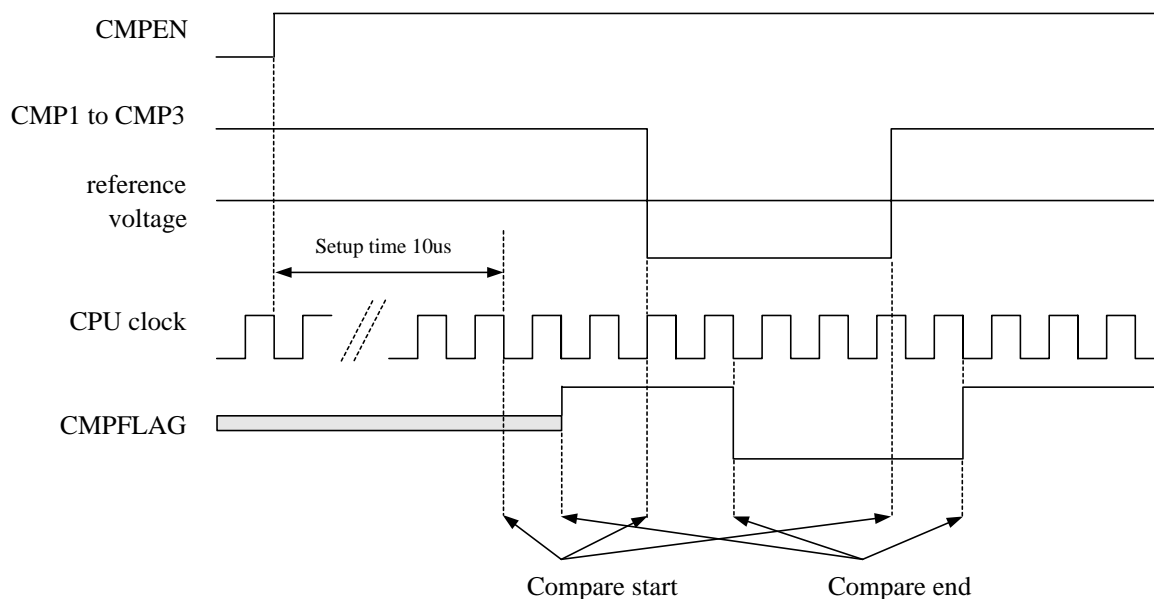 CMPEN
CMP1 to CMP3
reference
voltage
Setup time 10us
CPU clock
CMPFLAG
Compare start
Compare end